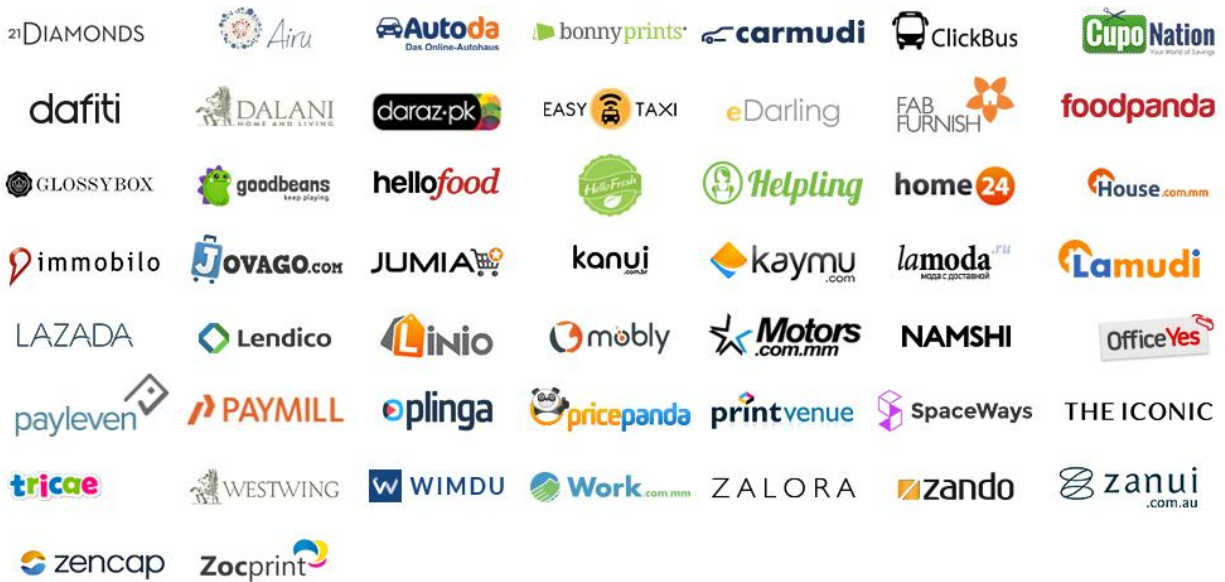 21DIAMONDS
Airu
Autoda
Das Online-Autohaus
bonnyprints
carmudi
ClickBus
CupoNation
Your World of Savings
dafiti
DALANI
HOME AND LIVING
daraz.pk
EASY TAXI
eDarling
FAB
FURNISH
foodpanda
GLOSSYBOX
goodbeans
keep playing
hellofood
HelloFresh
Helpling
home24
House.com.mm
immobilo
JOVAGO.COM
JUMIA
kanui
.com.br
kaymu
.com
lamoda.ru
мода с доставкой
Lamudi
LAZADA
Lendico
LINIO
mobly
Motors
.com.mm
NAMSHI
OfficeYes
payleven
PAYMILL
plinga
pricepanda
printvenue
SpaceWays
THE ICONIC
tricae
WESTWING
W WIMDU
Work.com.mm
ZALORA
zando
zanui
.com.au
zencap
Zocprint